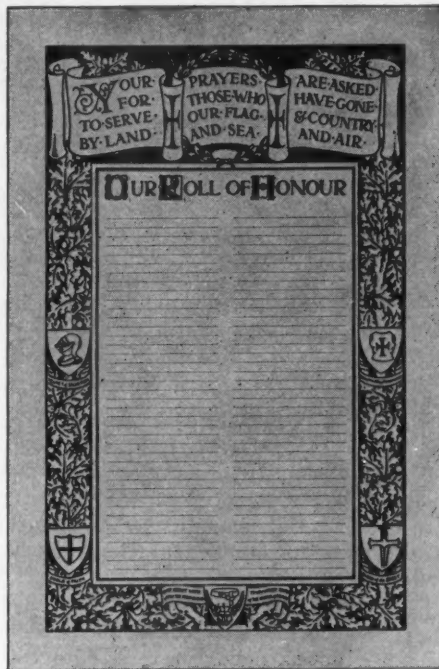 YOUR · PRAYERS · ARE · ASKED ·
FOR · THOSE · WHO HAVE · GONE ·
TO · SERVE · OUR · FLAG · & COUNTRY
BY · LAND · AND · SEA · AND · AIR ·
OUR ROLL OF HONOUR